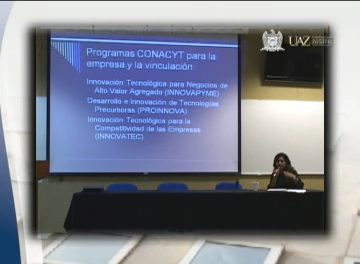 Programas CONACYT para la
empresa y la vinculación
Innovación Tecnológica para Negocios de
Alto Valor Agregado (INNOVAPYME)
Desarrollo e Innovación de Tecnologías
Precursoras (PROINNOVA)
Innovación Tecnológica para la
Competitividad de las Empresas
(INNOVATEC)
UAZ